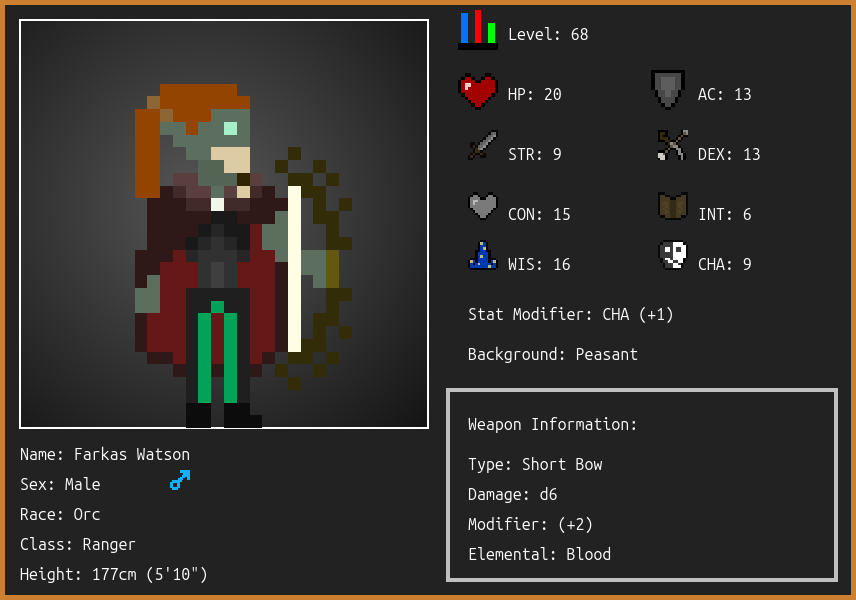 Level: 68
HP: 20
AC: 13
STR: 9
DEX: 13
CON: 15
INT: 6
WIS: 16
CHA: 9
Stat Modifier: CHA (+1)
Background: Peasant
Weapon Information:
Type: Short Bow
Damage: d6
Modifier: (+2)
Elemental: Blood
Name: Farkas Watson
Sex: Male
Race: Orc
Class: Ranger
Height: 177cm (5'10")